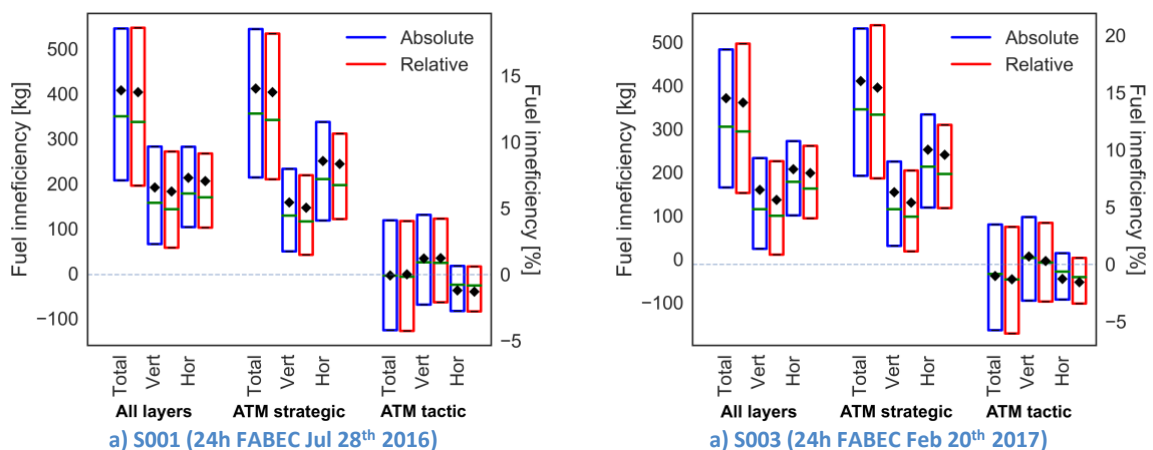 Fuel inneficiency [kg]
500
400
300
200
100
0
−100
Absolute
Relative
15
10
5
0
−5
Fuel inneficiency [%]
Total
Vert
Hor
Total
Vert
Hor
Total
Vert
Hor
All layers
ATM strategic
ATM tactic
a) S001 (24h FABEC Jul 28th 2016)
Fuel inneficiency [kg]
500
400
300
200
100
0
−100
Absolute
Relative
20
15
10
5
0
−5
Fuel inneficiency [%]
Total
Vert
Hor
Total
Vert
Hor
Total
Vert
Hor
All layers
ATM strategic
ATM tactic
a) S003 (24h FABEC Feb 20th 2017)